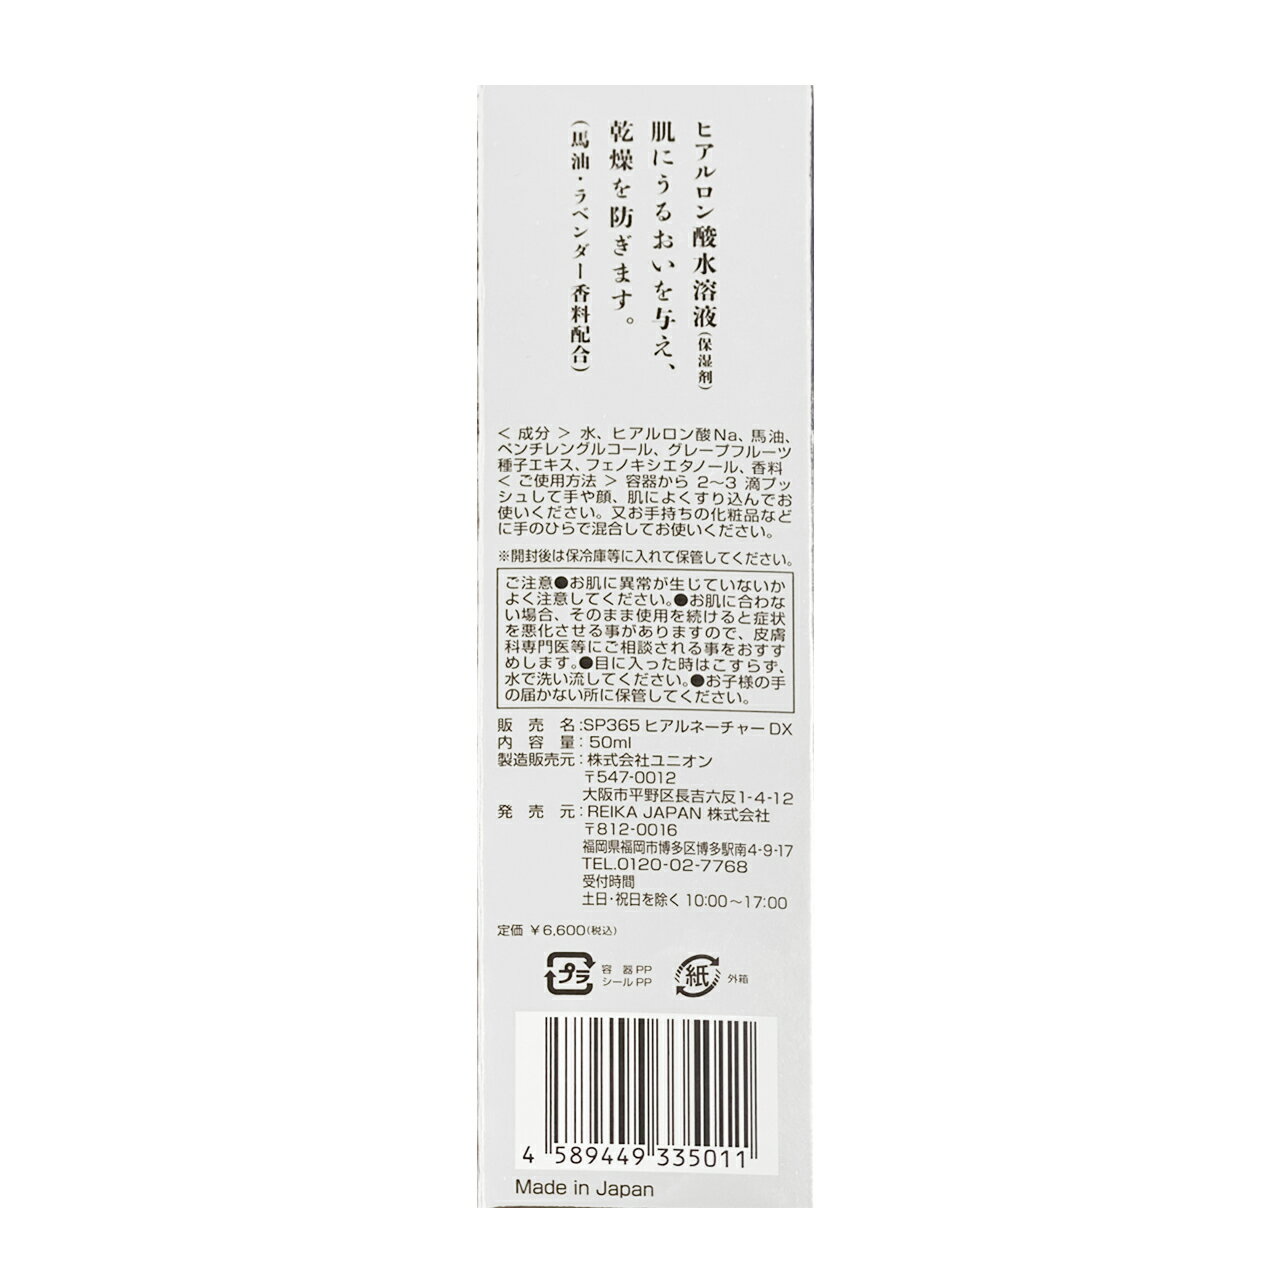 ヒアルロン酸水溶液(保湿剤)
肌にうるおいを与え、
乾燥を防ぎます。
(馬油・ラベンダー香料配合)
< 成分 > 水、ヒアルロン酸Na、馬油、
ペンチレングルコール、グレープフルーツ
種子エキス、フェノキシエタノール、香料
< ご使用方法 > 容器から 2〜3 滴プッ
シュして手や顔、肌によくすり込んでお
使いください。又お手持ちの化粧品など
に手のひらで混合してお使いください。
※開封後は保冷庫等に入れて保管してください。
ご注意●お肌に異常が生じていないか
よく注意してください。●お肌に合わな
い場合、そのまま使用を続けると症状
を悪化させる事がありますので、皮膚
科専門医等にご相談される事をおすす
めします。●目に入った時はこすらず、
水で洗い流してください。●お子様の手
の届かない所に保管してください。
販 売 名:SP365 ヒアルネーチャー DX
内 容 量: 50ml
製造販売元:株式会社ユニオン
〒547-0012
大阪市平野区長吉六反1-4-12
発 売 元:REIKA JAPAN 株式会社
〒812-0016
福岡県福岡市博多区博多駅南4-9-17
TEL.0120-02-7768
受付時間
土日・祝日を除く 10:00〜17:00
定価 ¥6,600(税込)
プラ 容 器 PP
シール PP
紙 外箱
4 589449 335011
Made in Japan